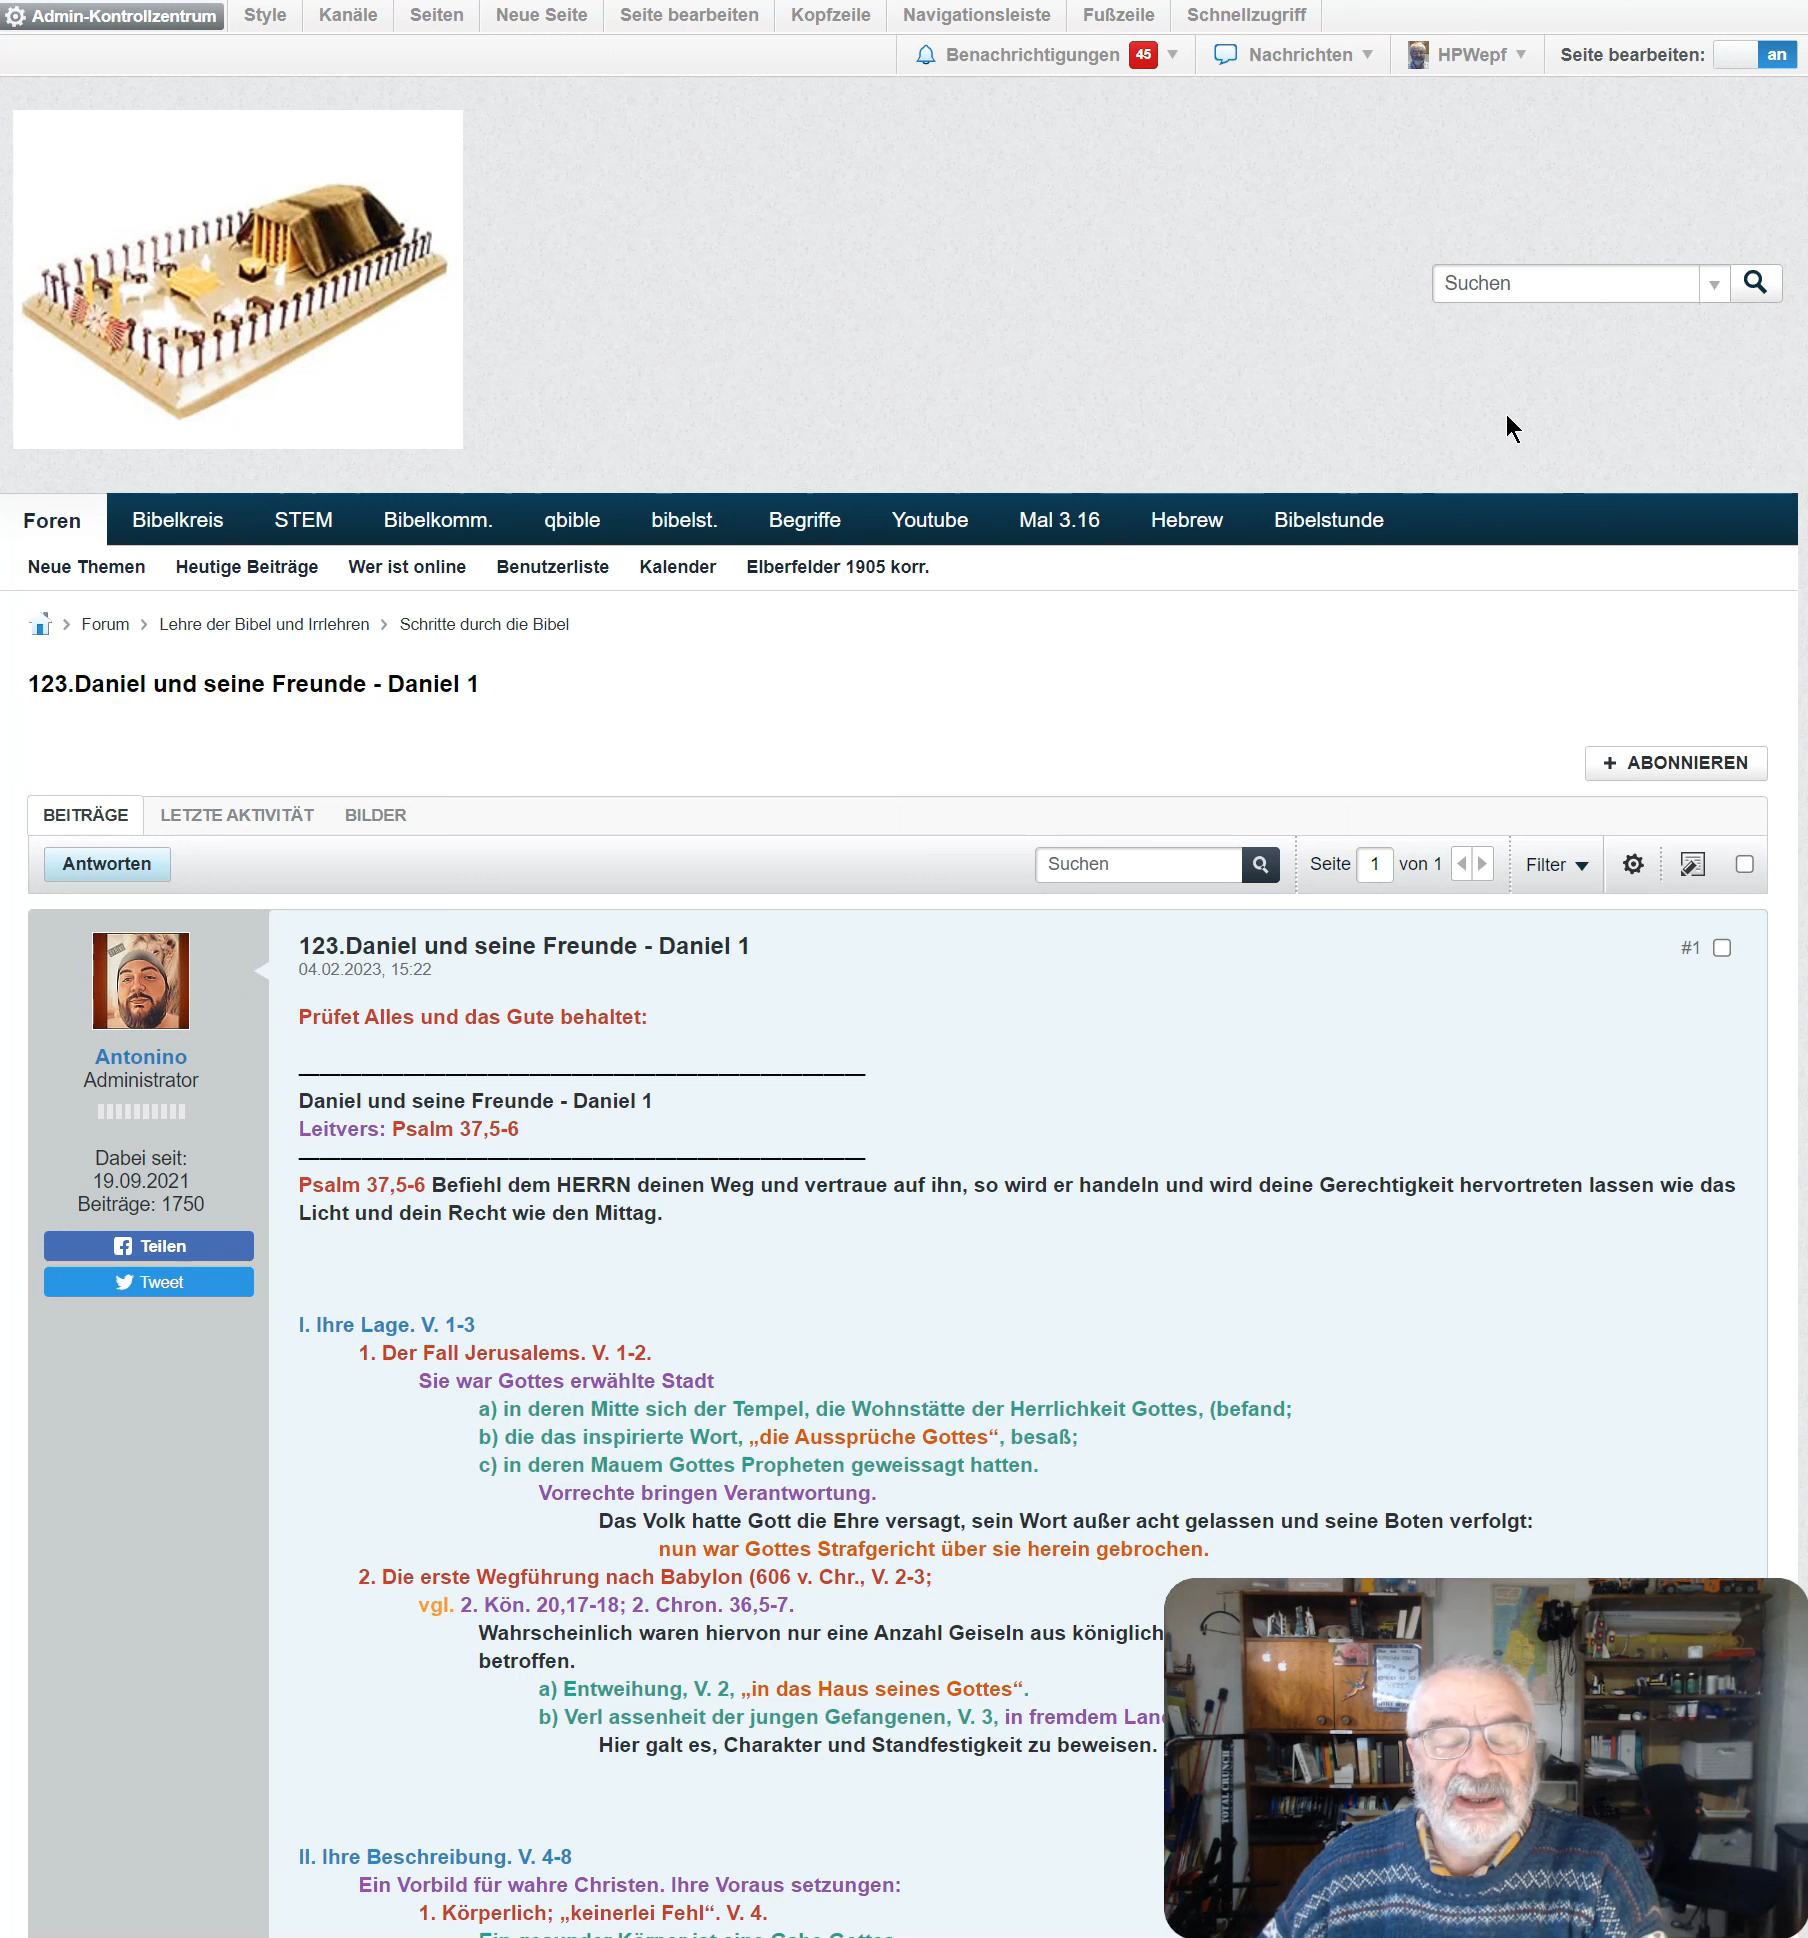 Admin-Kontrollzentrum Style Kanäle Seiten Neue Seite Seite bearbeiten Kopfzeile Navigationsleiste Fußzeile Schnellzugriff
Benachrichtigungen 45 Nachrichten HPWepf Seite bearbeiten: an
Suchen
Foren Bibelkreis STEM Bibelkomm. qbible bibelst. Begriffe Youtube Mal 3.16 Hebrew Bibelstunde
Neue Themen Heutige Beiträge Wer ist online Benutzerliste Kalender Elberfelder 1905 korr.
Forum Lehre der Bibel und Irrlehren Schritte durch die Bibel
123.Daniel und seine Freunde - Daniel 1
+ ABONNIEREN
BEITRÄGE LETZTE AKTIVITÄT BILDER
Antworten Suchen Seite 1 von 1 Filter
Antonino
Administrator
Dabei seit:
19.09.2021
Beiträge: 1750
Teilen
Tweet
123.Daniel und seine Freunde - Daniel 1 #1
04.02.2023, 15:22
Prüfet Alles und das Gute behaltet:
Daniel und seine Freunde - Daniel 1
Leitvers: Psalm 37,5-6
Psalm 37,5-6 Befiehl dem HERRN deinen Weg und vertraue auf ihn, so wird er handeln und wird deine Gerechtigkeit hervortreten lassen wie das
Licht und dein Recht wie den Mittag.
I. Ihre Lage. V. 1-3
1. Der Fall Jerusalems. V. 1-2.
Sie war Gottes erwählte Stadt
a) in deren Mitte sich der Tempel, die Wohnstätte der Herrlichkeit Gottes, (befand;
b) die das inspirierte Wort, „die Aussprüche Gottes“, besaß;
c) in deren Mauem Gottes Propheten geweissagt hatten.
Vorrechte bringen Verantwortung.
Das Volk hatte Gott die Ehre versagt, sein Wort außer acht gelassen und seine Boten verfolgt:
nun war Gottes Strafgericht über sie herein gebrochen.
2. Die erste Wegführung nach Babylon (606 v. Chr., V. 2-3;
vgl. 2. Kön. 20,17-18; 2. Chron. 36,5-7.
Wahrscheinlich waren hiervon nur eine Anzahl Geiseln aus königlich
betroffen.
a) Entweihung, V. 2, „in das Haus seines Gottes“.
b) Verl assenheit der jungen Gefangenen, V. 3, in fremdem Lan
Hier galt es, Charakter und Standfestigkeit zu beweisen.
II. Ihre Beschreibung. V. 4-8
Ein Vorbild für wahre Christen. Ihre Voraus setzungen:
1. Körperlich; „keinerlei Fehl“. V. 4.